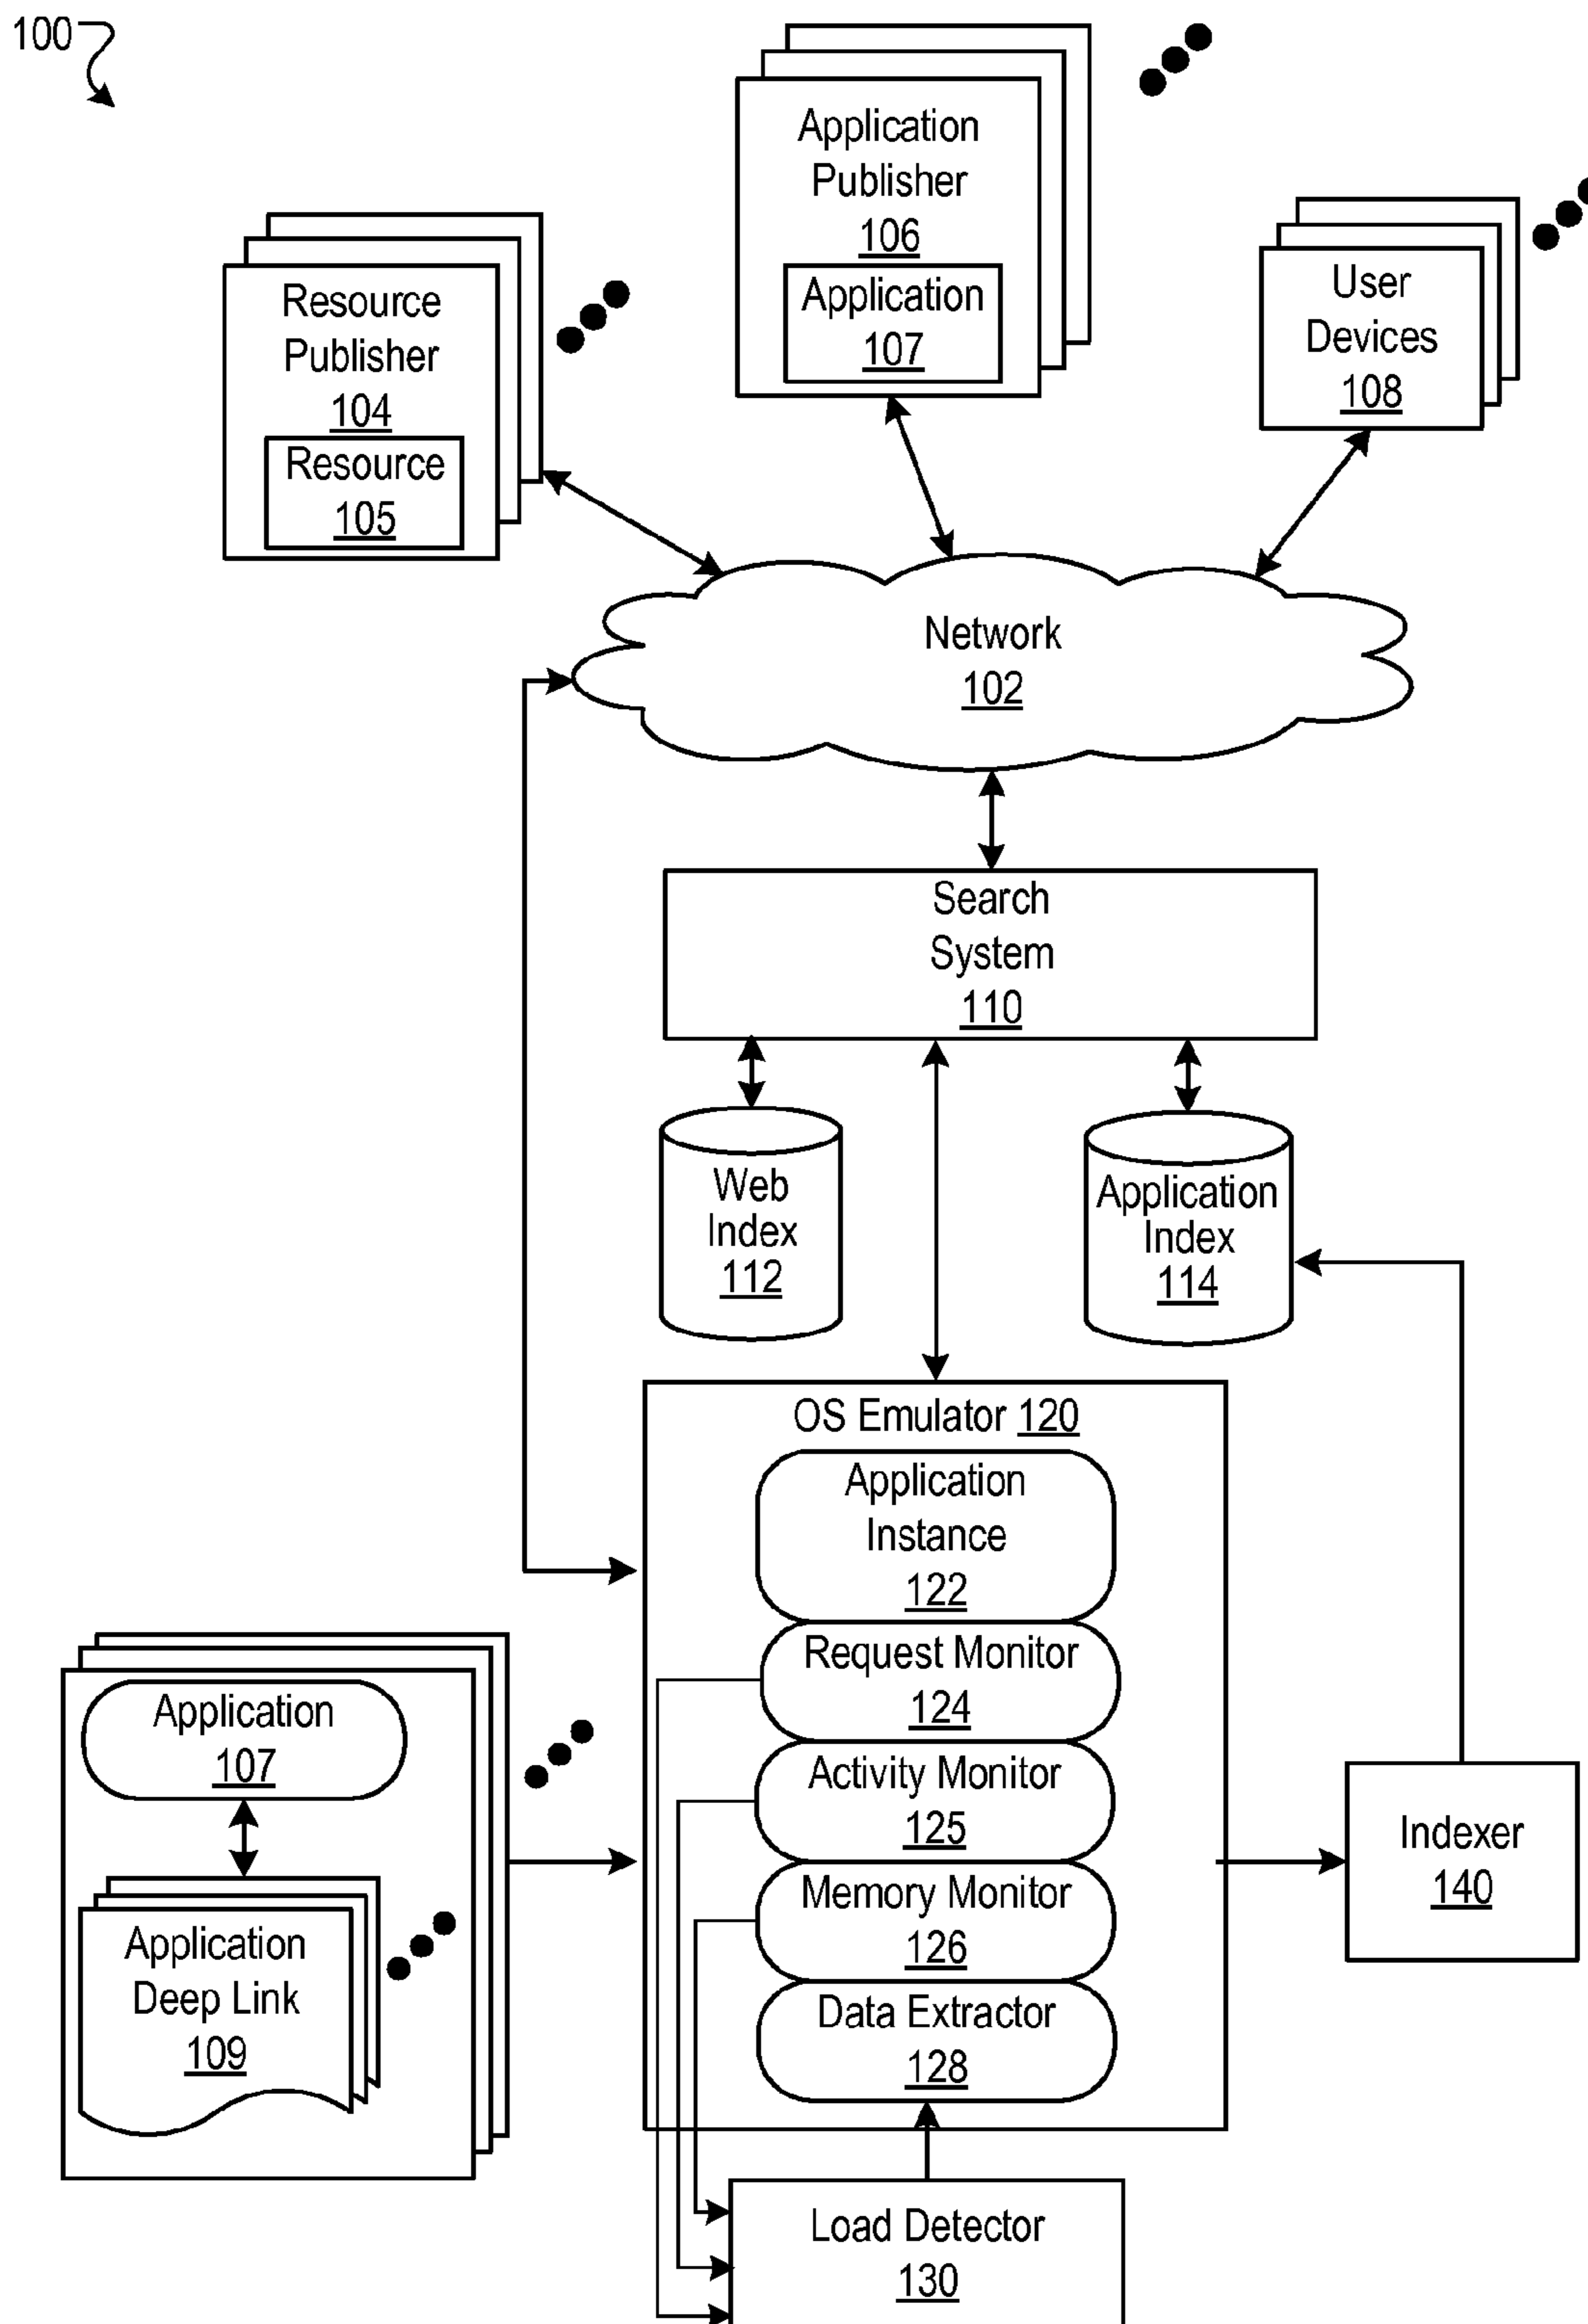 100
Application
Publisher
106
Application
107
Resource
Publisher
104
Resource
105
User
Devices
108
Network
102
Search
System
110
Web
Index
112
Application
Index
114
OS Emulator 120
Application
Instance
122
Request Monitor
124
Activity Monitor
125
Memory Monitor
126
Data Extractor
128
Application
107
Application
Deep Link
109
Indexer
140
Load Detector
130